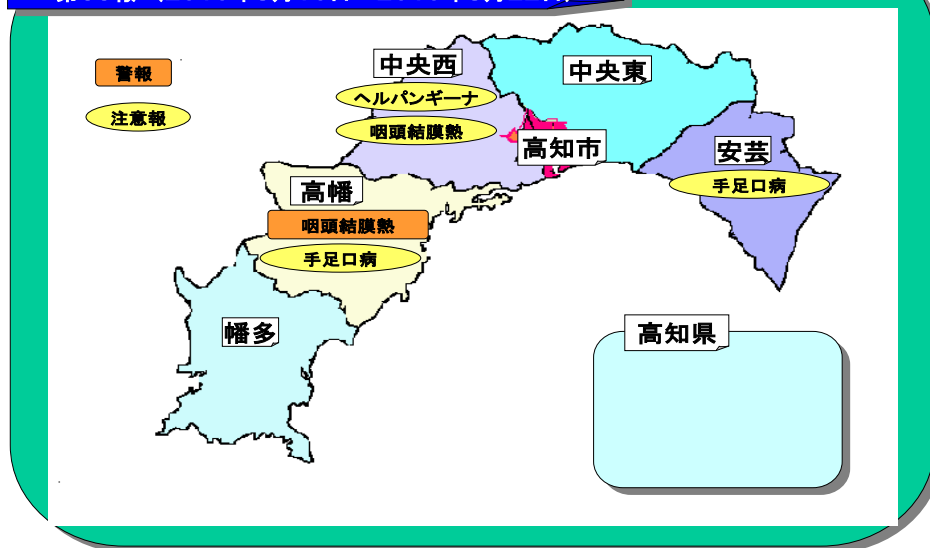 警報
注意報
中央西
ヘルパンギーナ
咽頭結膜熱
中央東
高知市
安芸
手足口病
高幡
咽頭結膜熱
手足口病
幡多
高知県